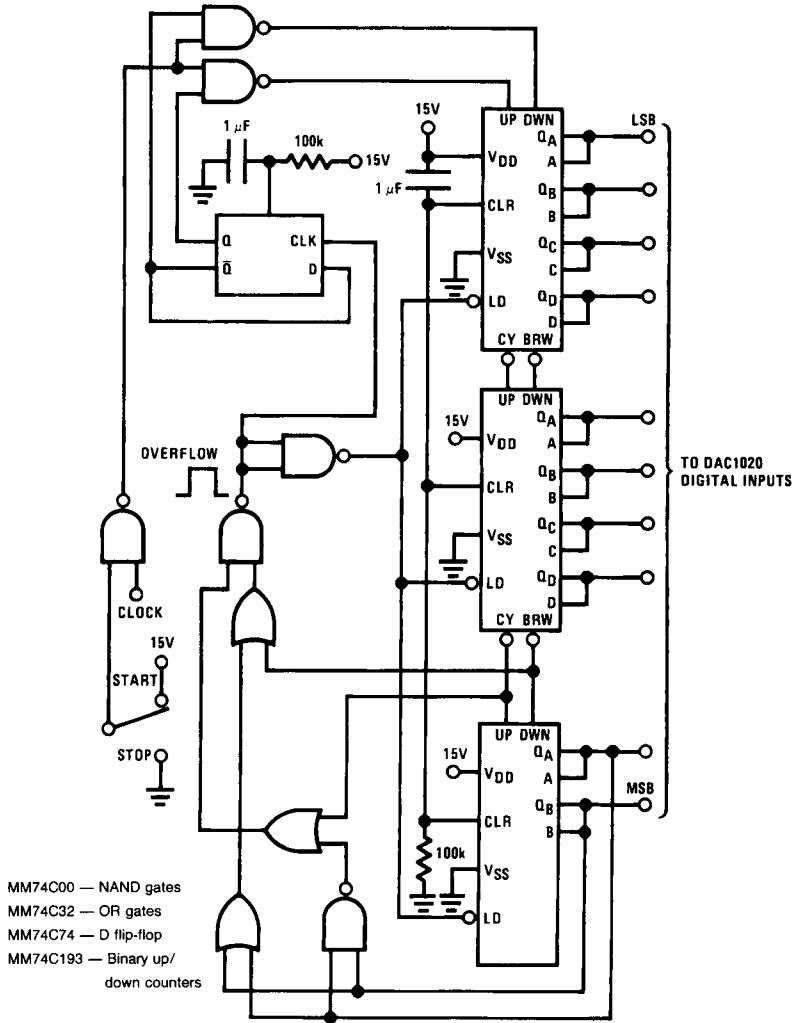 UP DWN
LSB
15V
QA
VDD
A
1 µF
100k
15V
1 µF
QB
CLR
B
QC
Q CLK
VSS
C
Q̅ D
QD
LD
D
CY BRW
UP DWN
QA
15V
VDD
A
OVERFLOW
QB
TO DAC1020
DIGITAL INPUTS
CLR
B
QC
VSS
C
QD
LD
D
CLOCK
CY BRW
15V
START
UP DWN
QA
STOP
15V
VDD
A
MSB
QB
CLR
B
100k
VSS
LD
MM74C00 — NAND gates
MM74C32 — OR gates
MM74C74 — D flip-flop
MM74C193 — Binary up/
down counters